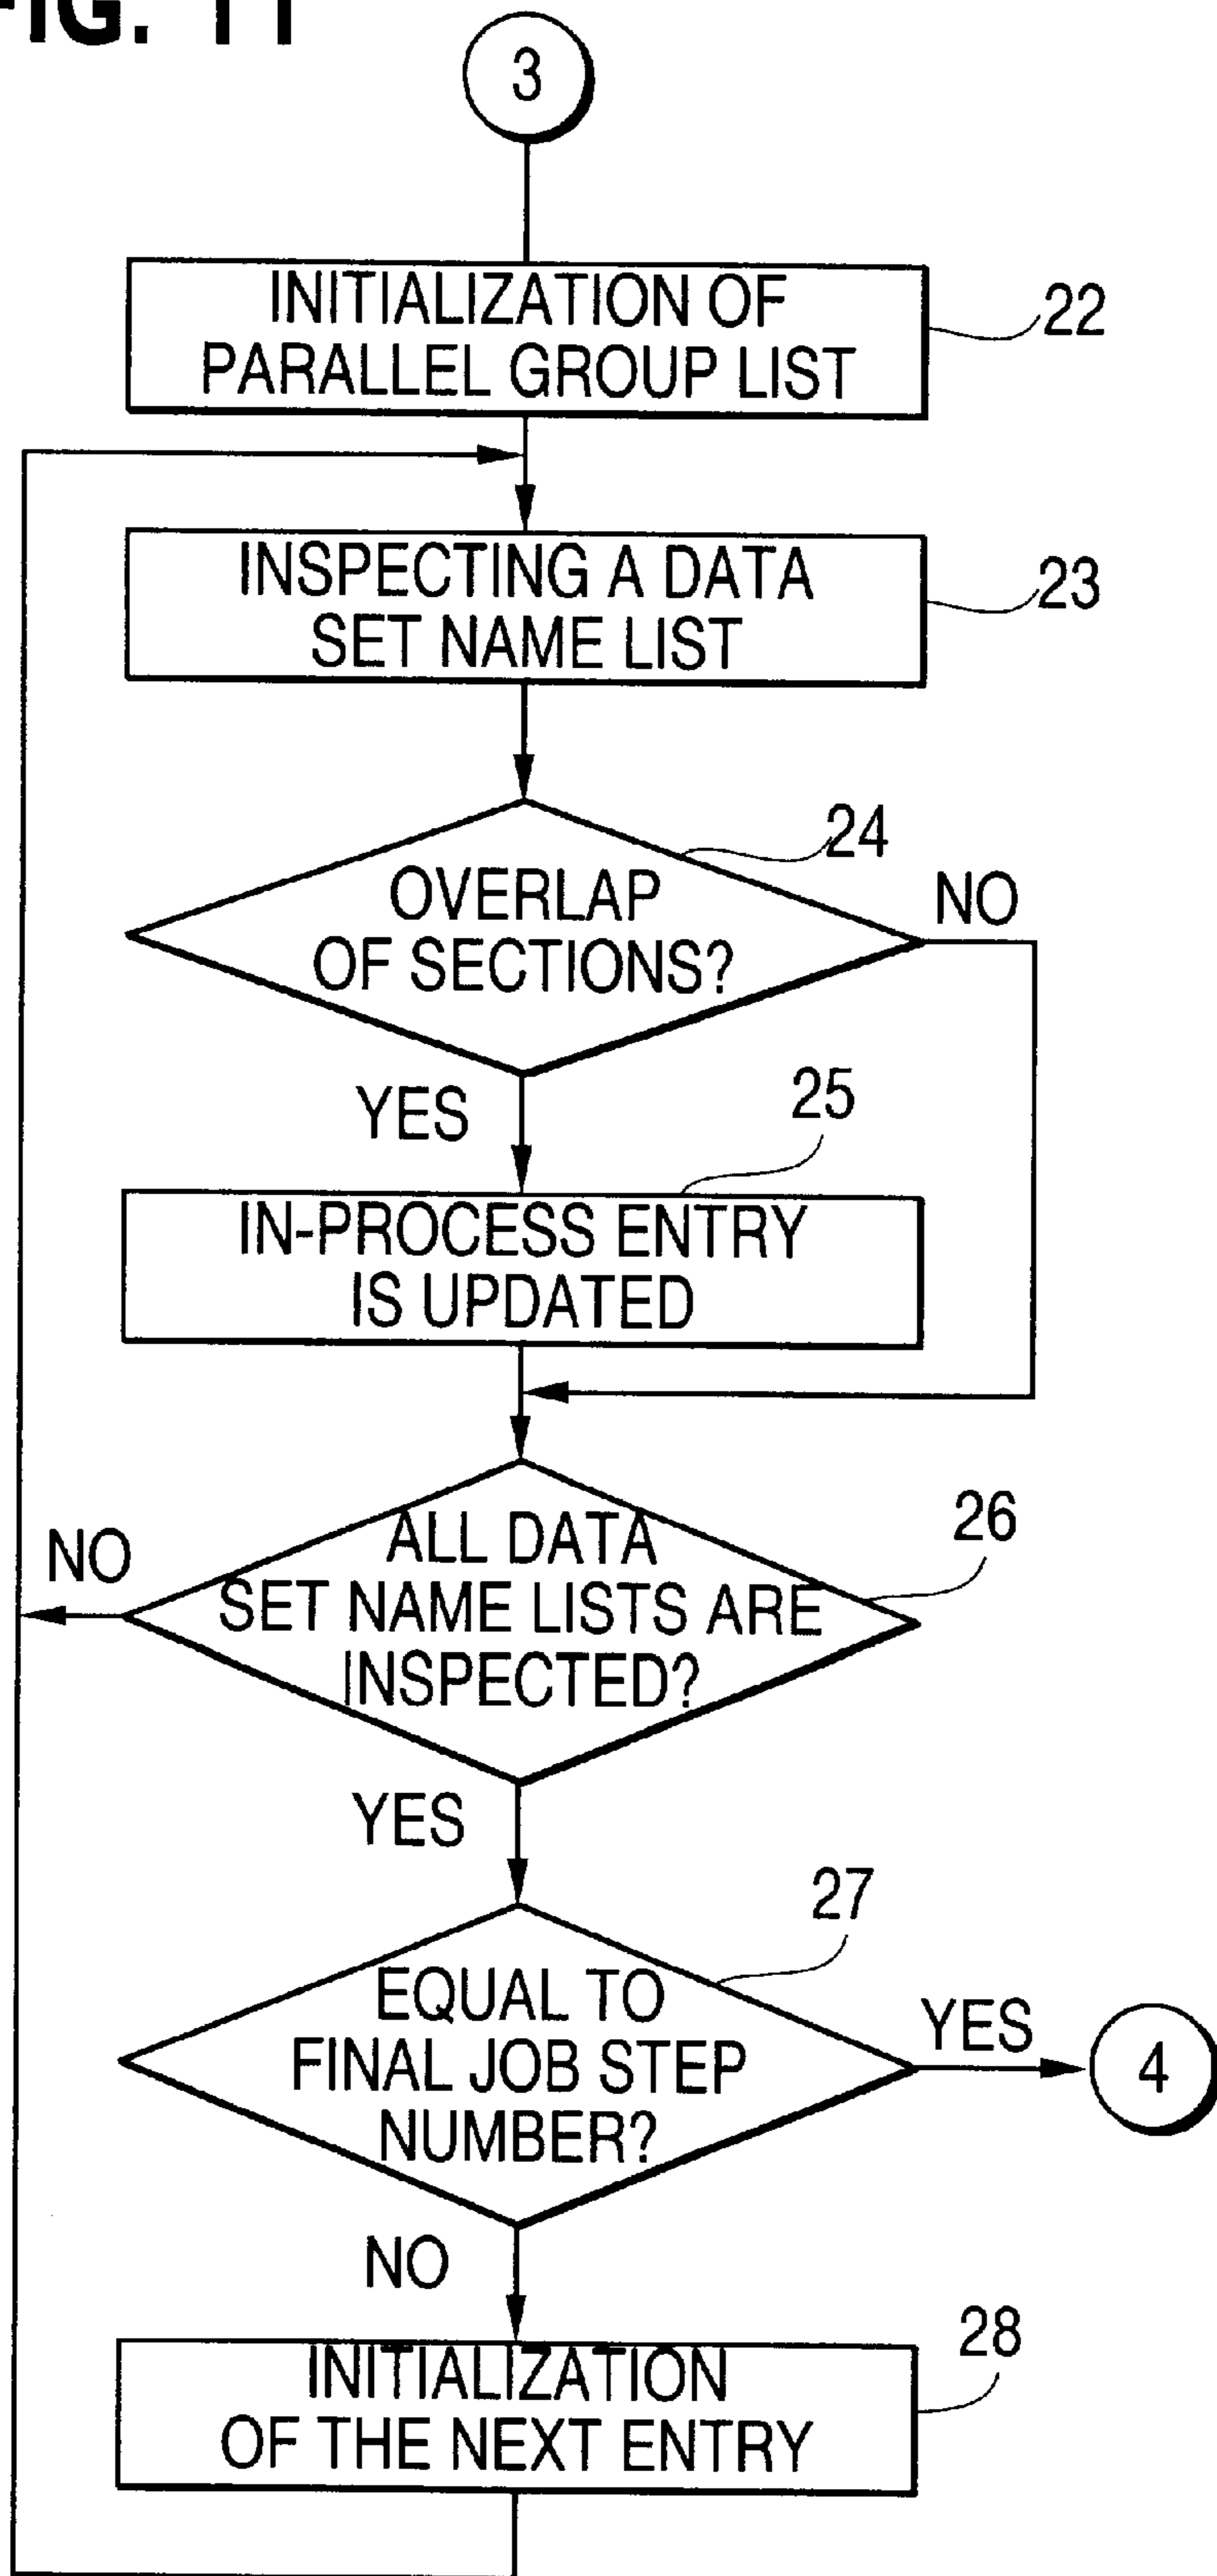 FIG. 11
3
INITIALIZATION OF
PARALLEL GROUP LIST
22
INSPECTING A DATA
SET NAME LIST
23
24
OVERLAP
OF SECTIONS?
NO
YES
25
IN-PROCESS ENTRY
IS UPDATED
26
NO
ALL DATA
SET NAME LISTS ARE
INSPECTED?
YES
27
EQUAL TO
FINAL JOB STEP
NUMBER?
YES
4
NO
28
INITIALIZATION
OF THE NEXT ENTRY